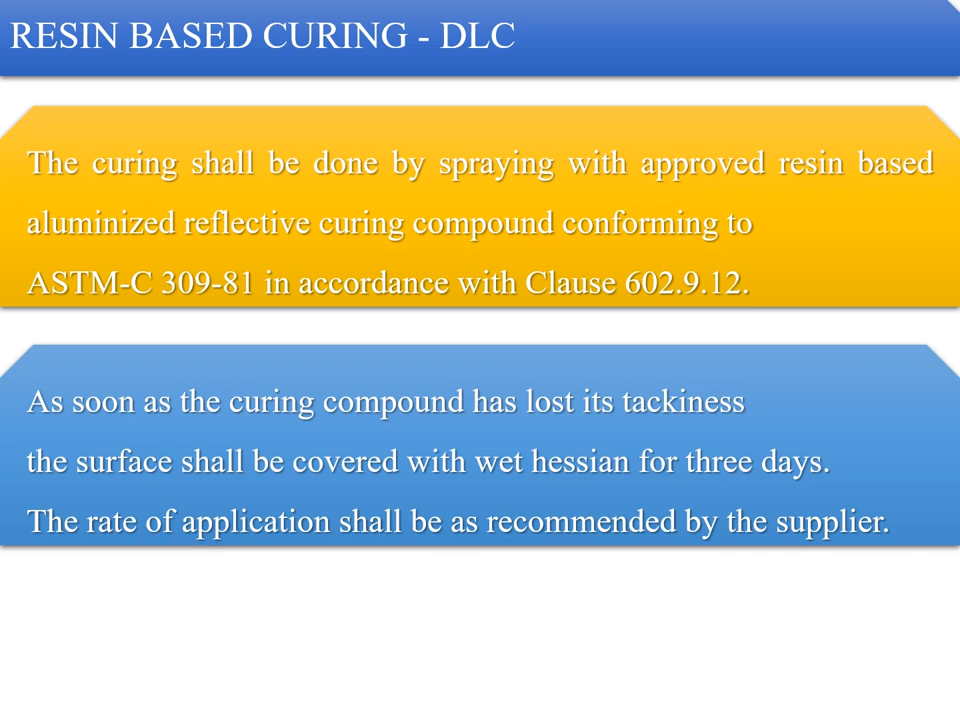 RESIN BASED CURING - DLC
The curing shall be done by spraying with approved resin based
aluminized reflective curing compound conforming to
ASTM-C 309-81 in accordance with Clause 602.9.12.
As soon as the curing compound has lost its tackiness
the surface shall be covered with wet hessian for three days.
The rate of application shall be as recommended by the supplier.